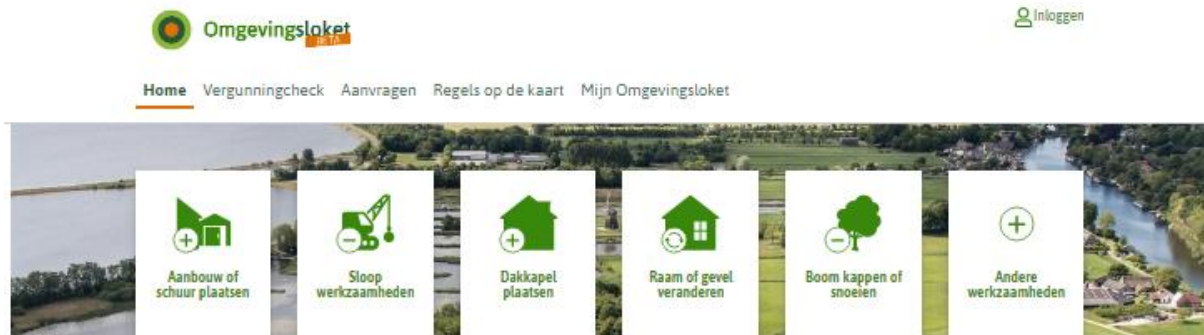 Omgevingsloket
BETA
Inloggen
Home Vergunningcheck Aanvragen Regels op de kaart Mijn Omgevingsloket
Aanbouw of
schuur plaatsen
Sloop
werkzaamheden
Dakkapel
plaatsen
Raam of gevel
veranderen
Boom kappen of
snoeien
Andere
werkzaamheden